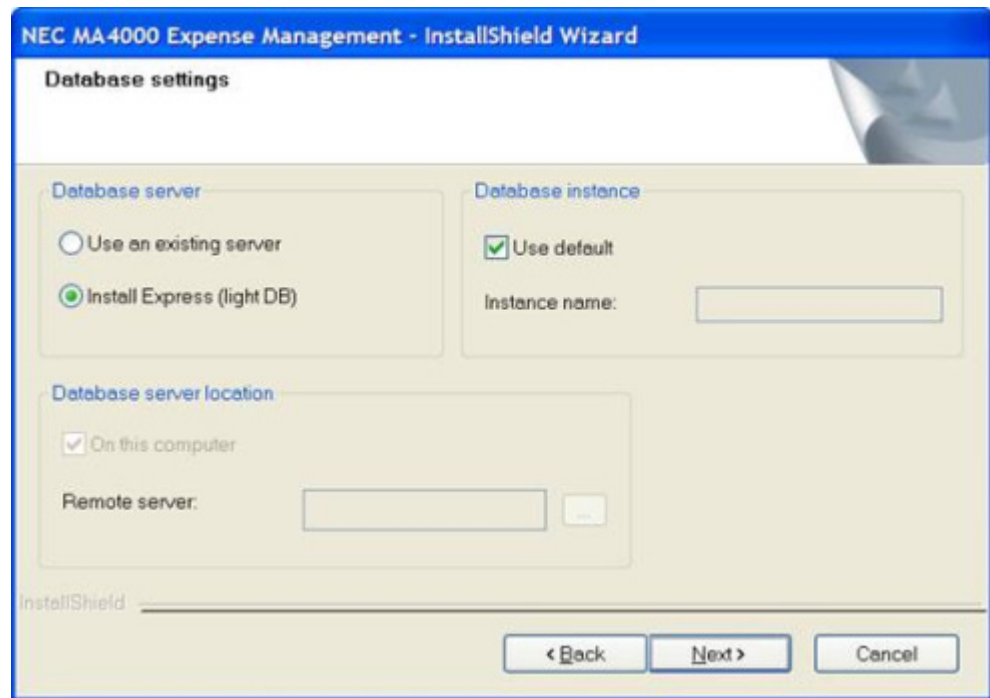 NEC MA4000 Expense Management - InstallShield Wizard
Database settings
Database server
Use an existing server
Install Express (light DB)
Database instance
Use default
Instance name:
Database server location
On this computer
Remote server:
...
InstallShield
< Back
Next >
Cancel